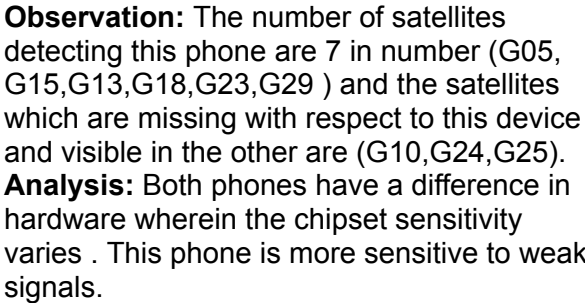 Observation: The number of satellites
detecting this phone are 7 in number (G05,
G15,G13,G18,G23,G29 ) and the satellites
which are missing with respect to this device
and visible in the other are (G10,G24,G25).
Analysis: Both phones have a difference in
hardware wherein the chipset sensitivity
varies . This phone is more sensitive to weak
signals.